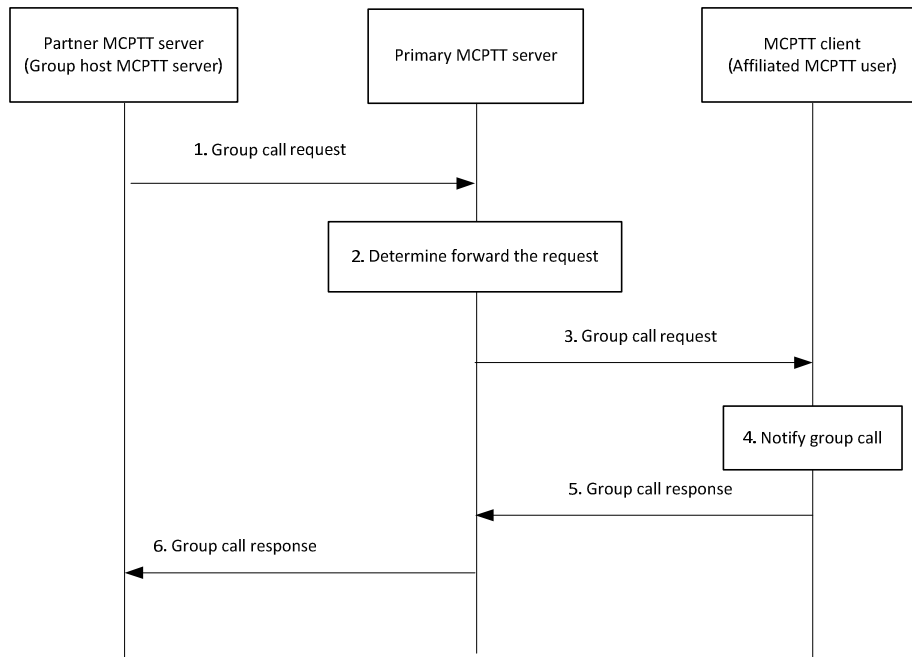 Partner MCPTT server
(Group host MCPTT server)
Primary MCPTT server
MCPTT client
(Affiliated MCPTT user)
1. Group call request
2. Determine forward the request
3. Group call request
4. Notify group call
5. Group call response
6. Group call response